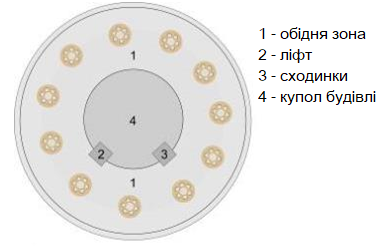 1 - обідня зона
2 - ліфт
3 - сходинки
4 - купол будівлі
1
4
2
3
1